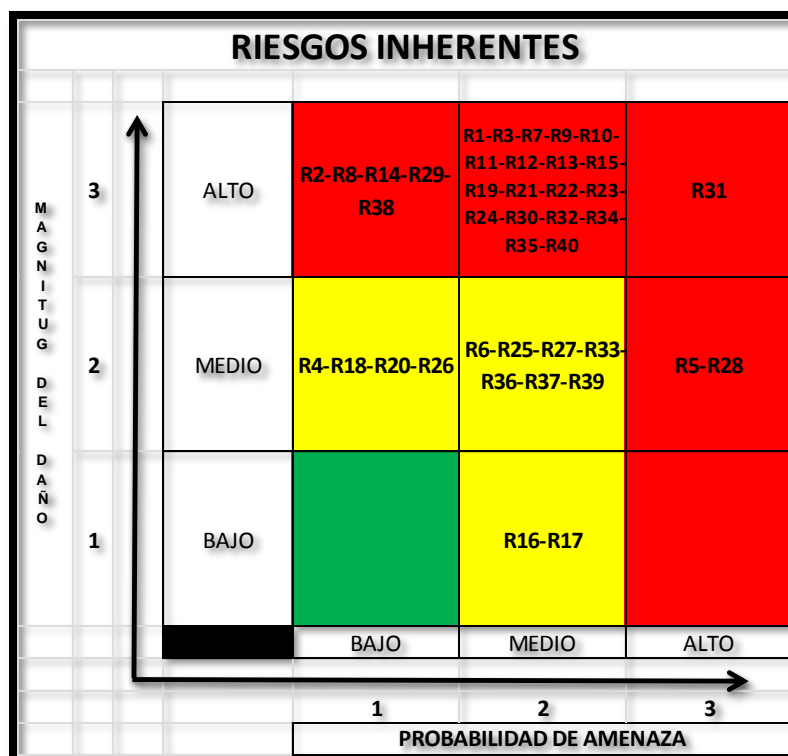 RIESGOS INHERENTES
MAGNITUG DEL DAÑO
3
ALTO
R2-R8-R14-R29-
R38
R1-R3-R7-R9-R10-
R11-R12-R13-R15-
R19-R21-R22-R23-
R24-R30-R32-R34-
R35-R40
R31
2
MEDIO
R4-R18-R20-R26
R6-R25-R27-R33-
R36-R37-R39
R5-R28
1
BAJO
R16-R17
BAJO
MEDIO
ALTO
1
2
3
PROBABILIDAD DE AMENAZA